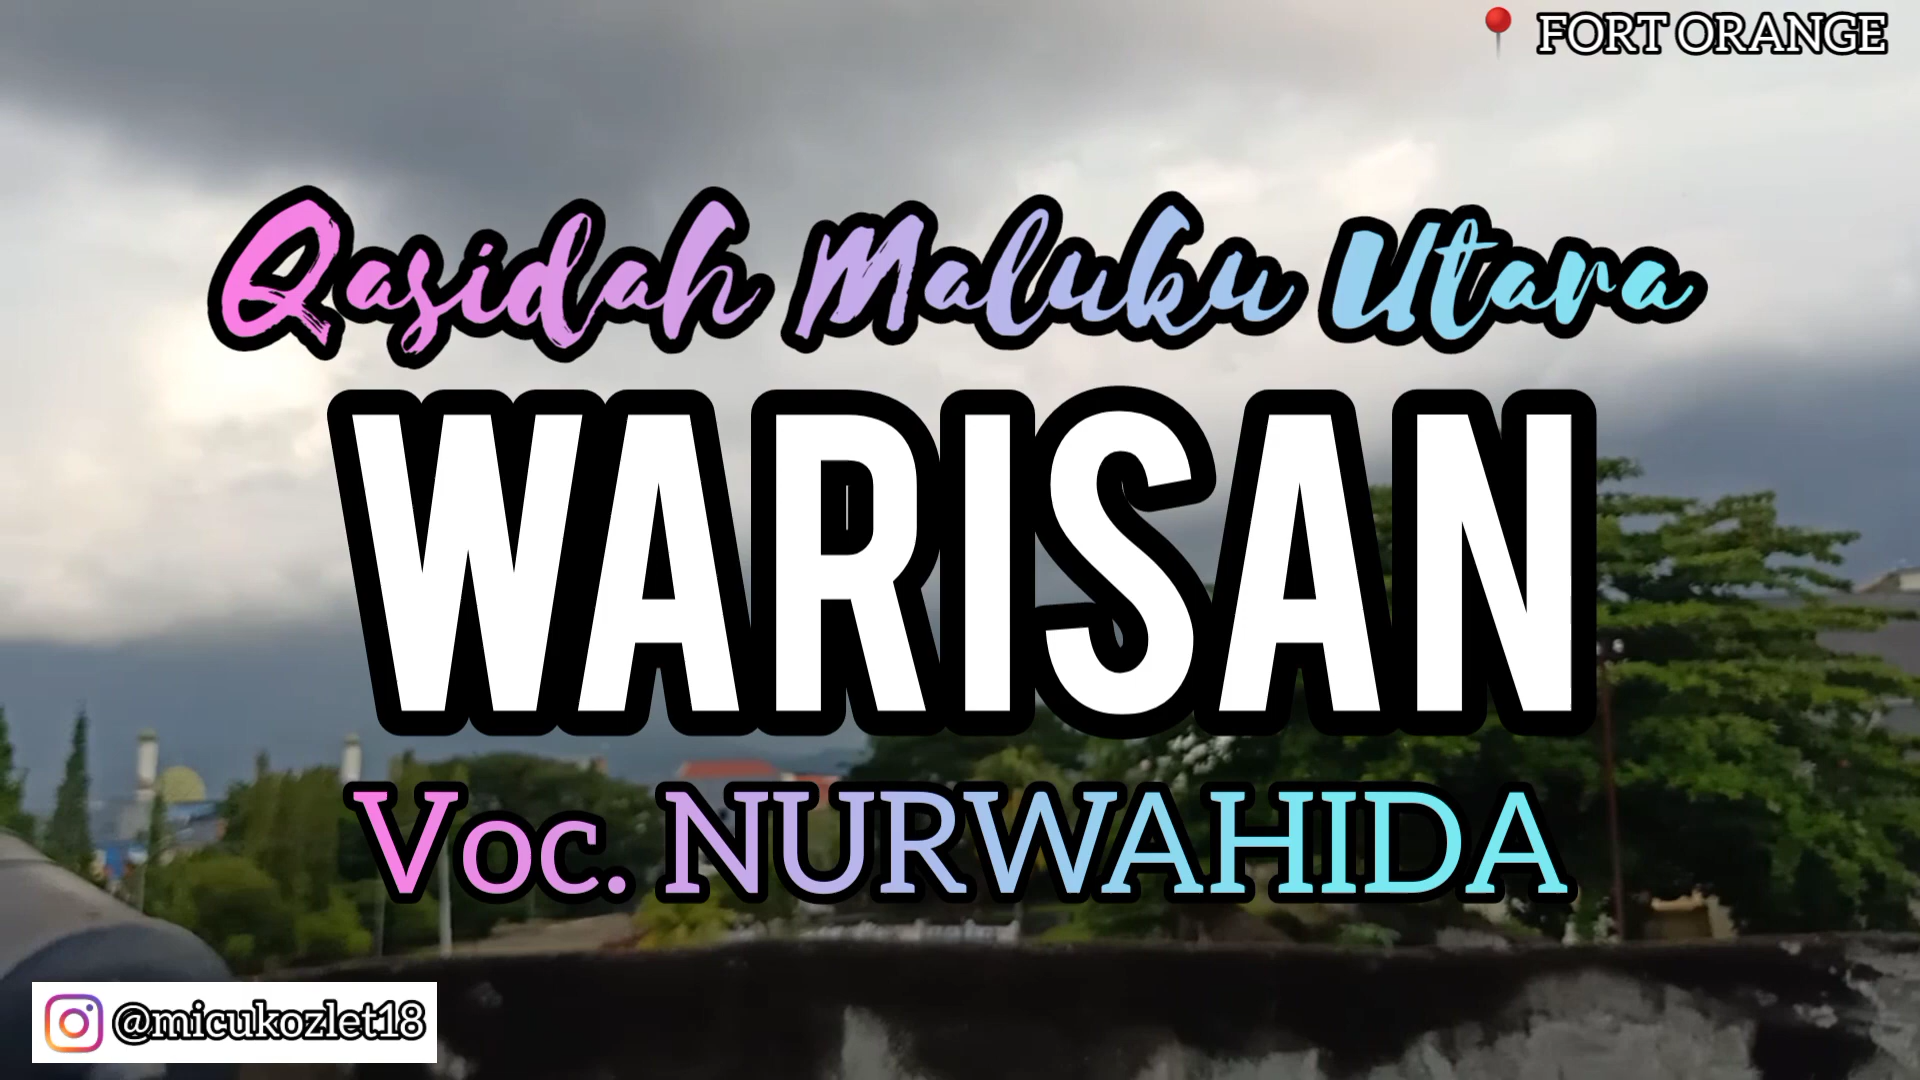 FORT ORANGE
Qasidah Maluku Utara
WARISAN
Voc. NURWAHIDA
@micukozlet18